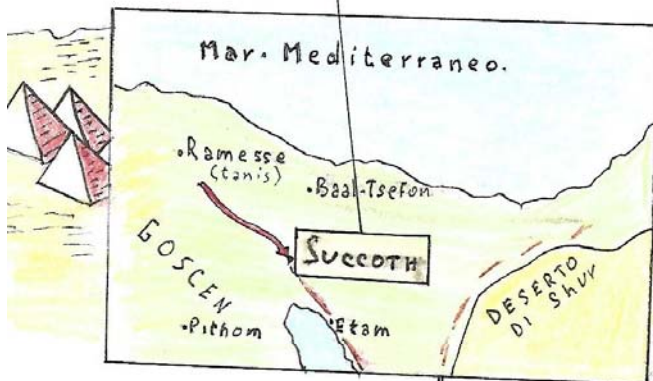 Mar. Mediterraneo.
.Ramesse
(tanis)
.Baal-Tsefon
GOSCEN
SUCCOTH
DESERTO
DI Shur
.Pithom
.Etam